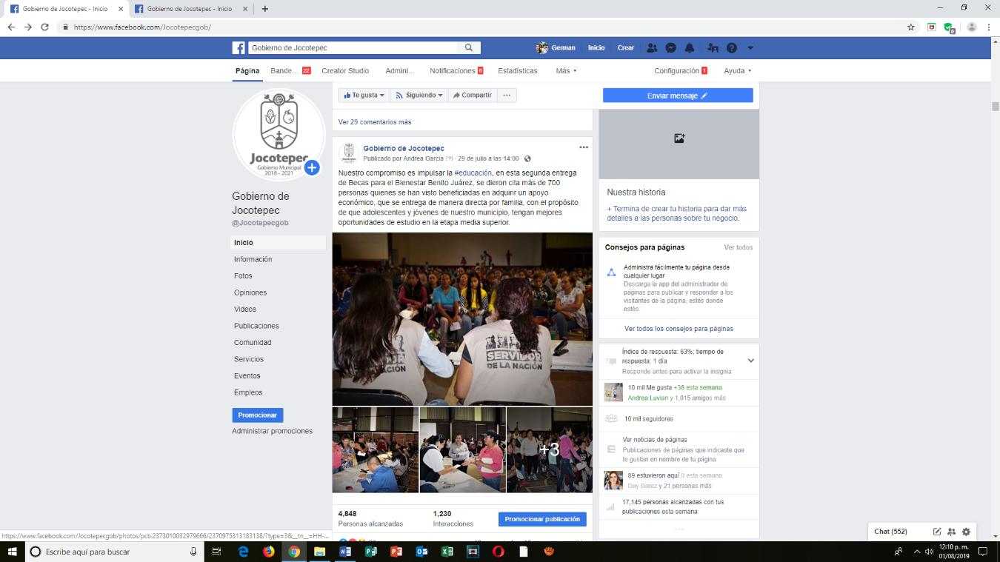 Gobierno de Jocotepec - Inicio
Gobierno de Jocotepec - Inicio
https://www.facebook.com/Jocotepecgob/
Gobierno de Jocotepec
German
Inicio
Crear
Página
Bande... 22
Creator Studio
Admini...
Notificaciones 6
Estadísticas
Más
Configuración 1
Ayuda
Te gusta
Siguiendo
Compartir
Enviar mensaje
Jocotepec
Gobierno Municipal
2018 - 2021
Gobierno de
Jocotepec
@Jocotepecgob
Inicio
Información
Fotos
Opiniones
Videos
Publicaciones
Comunidad
Servicios
Eventos
Empleos
Promocionar
Administrar promociones
Ver 29 comentarios más
Gobierno de Jocotepec
Publicado por Andrea Garcia [?] · 29 de julio a las 14:00 ·
Nuestro compromiso es impulsar la #educación, en esta segunda entrega
de Becas para el Bienestar Benito Juárez, se dieron cita más de 700
personas quienes se han visto beneficiadas en adquirir un apoyo
económico, que se entrega de manera directa por familia, con el propósito
de que adolescentes y jóvenes de nuestro municipio, tengan mejores
oportunidades de estudio en la etapa media superior.
SERVIDOR
DE LA NACIÓN
+3
4,848
Personas alcanzadas
1,230
Interacciones
Promocionar publicación
Nuestra historia
+ Termina de crear tu historia para dar más
detalles a las personas sobre tu negocio.
Consejos para páginas
Ver todos
Administra fácilmente tu página desde
cualquier lugar
Descarga la app del administrador de
páginas para publicar y responder a los
visitantes de la página, estés donde
estés.
Ver todos los consejos para páginas
Índice de respuesta: 63%; tiempo de
respuesta: 1 día
Responde antes para activar la insignia
10 mil Me gusta +36 esta semana
Andrea Luvian y 1,015 amigos más
10 mil seguidores
Ver noticias de páginas
Publicaciones de páginas que indicaste que
te gustan en nombre de tu página
89 estuvieron aquí 0 esta semana
Day Barez y 21 personas más
17,145 personas alcanzadas con tus
publicaciones esta semana
Chat (552)
https://www.facebook.com/Jocotepecgob/photos/pcb.2373010032979666/2370975313183138/?type=3&__tn__=HH-...
Escribe aquí para buscar
12:10 p. m.
01/08/2019